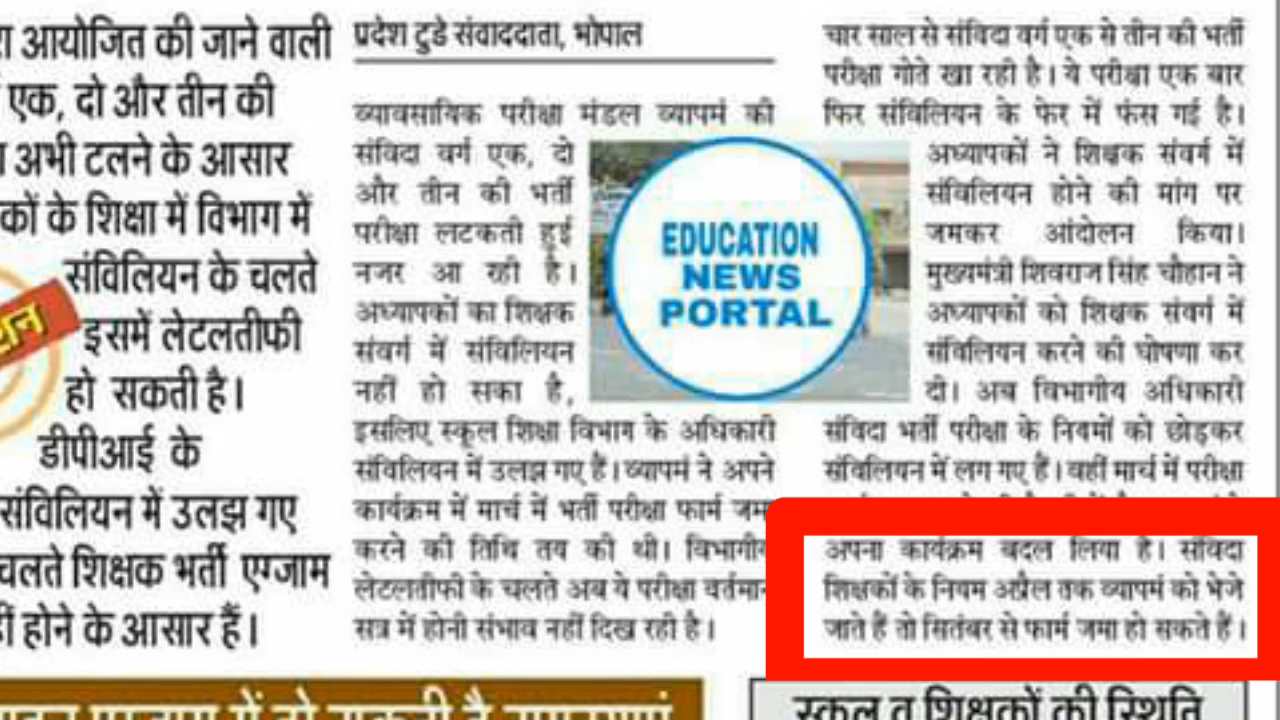 आयोजित की जाने वाली
एक, दो और तीन की
अभी टलने के आसार
के शिक्षा में विभाग में
संविलियन के चलते
इसमें लेटलतीफी
हो सकती है।
डीपीआई के
संविलियन में उलझ गए
चलते शिक्षक भर्ती एग्जाम
होने के आसार हैं।
प्रदेश टुडे संवाददाता, भोपाल
व्यावसायिक परीक्षा मंडल व्यापमं की
संविदा वर्ग एक, दो
और तीन की भर्ती
परीक्षा लटकती हुई
नजर आ रही है।
अध्यापकों का शिक्षक
संवर्ग में संविलियन
नहीं हो सका है,
इसलिए स्कूल शिक्षा विभाग के अधिकारी
संविलियन में उलझ गए हैं। व्यापमं ने अपने
कार्यक्रम में मार्च में भर्ती परीक्षा फार्म जमा
करने की तिथि तय की थी। विभागीय
लेटलतीफी के चलते अब ये परीक्षा वर्तमान
सत्र में होनी संभाव नहीं दिख रही है।
EDUCATION
NEWS
PORTAL
चार साल से संविदा वर्ग एक से तीन की भर्ती
परीक्षा गोते खा रही है। ये परीक्षा एक बार
फिर संविलियन के फेर में फंस गई है।
अध्यापकों ने शिक्षक संवर्ग में
संविलियन होने की मांग पर
जमकर आंदोलन किया।
मुख्यमंत्री शिवराज सिंह चौहान ने
अध्यापकों को शिक्षक संवर्ग में
संविलियन करने की घोषणा कर
दी। अब विभागीय अधिकारी
संविदा भर्ती परीक्षा के नियमों को छोड़कर
संविलियन में लग गए हैं। वहीं मार्च में परीक्षा
अपना कार्यक्रम बदल लिया है। संविदा
शिक्षकों के नियम अप्रैल तक व्यापमं को भेजे
जाते हैं तो सितंबर से फार्म जमा हो सकते हैं।
स्कूल व शिक्षकों की स्थिति